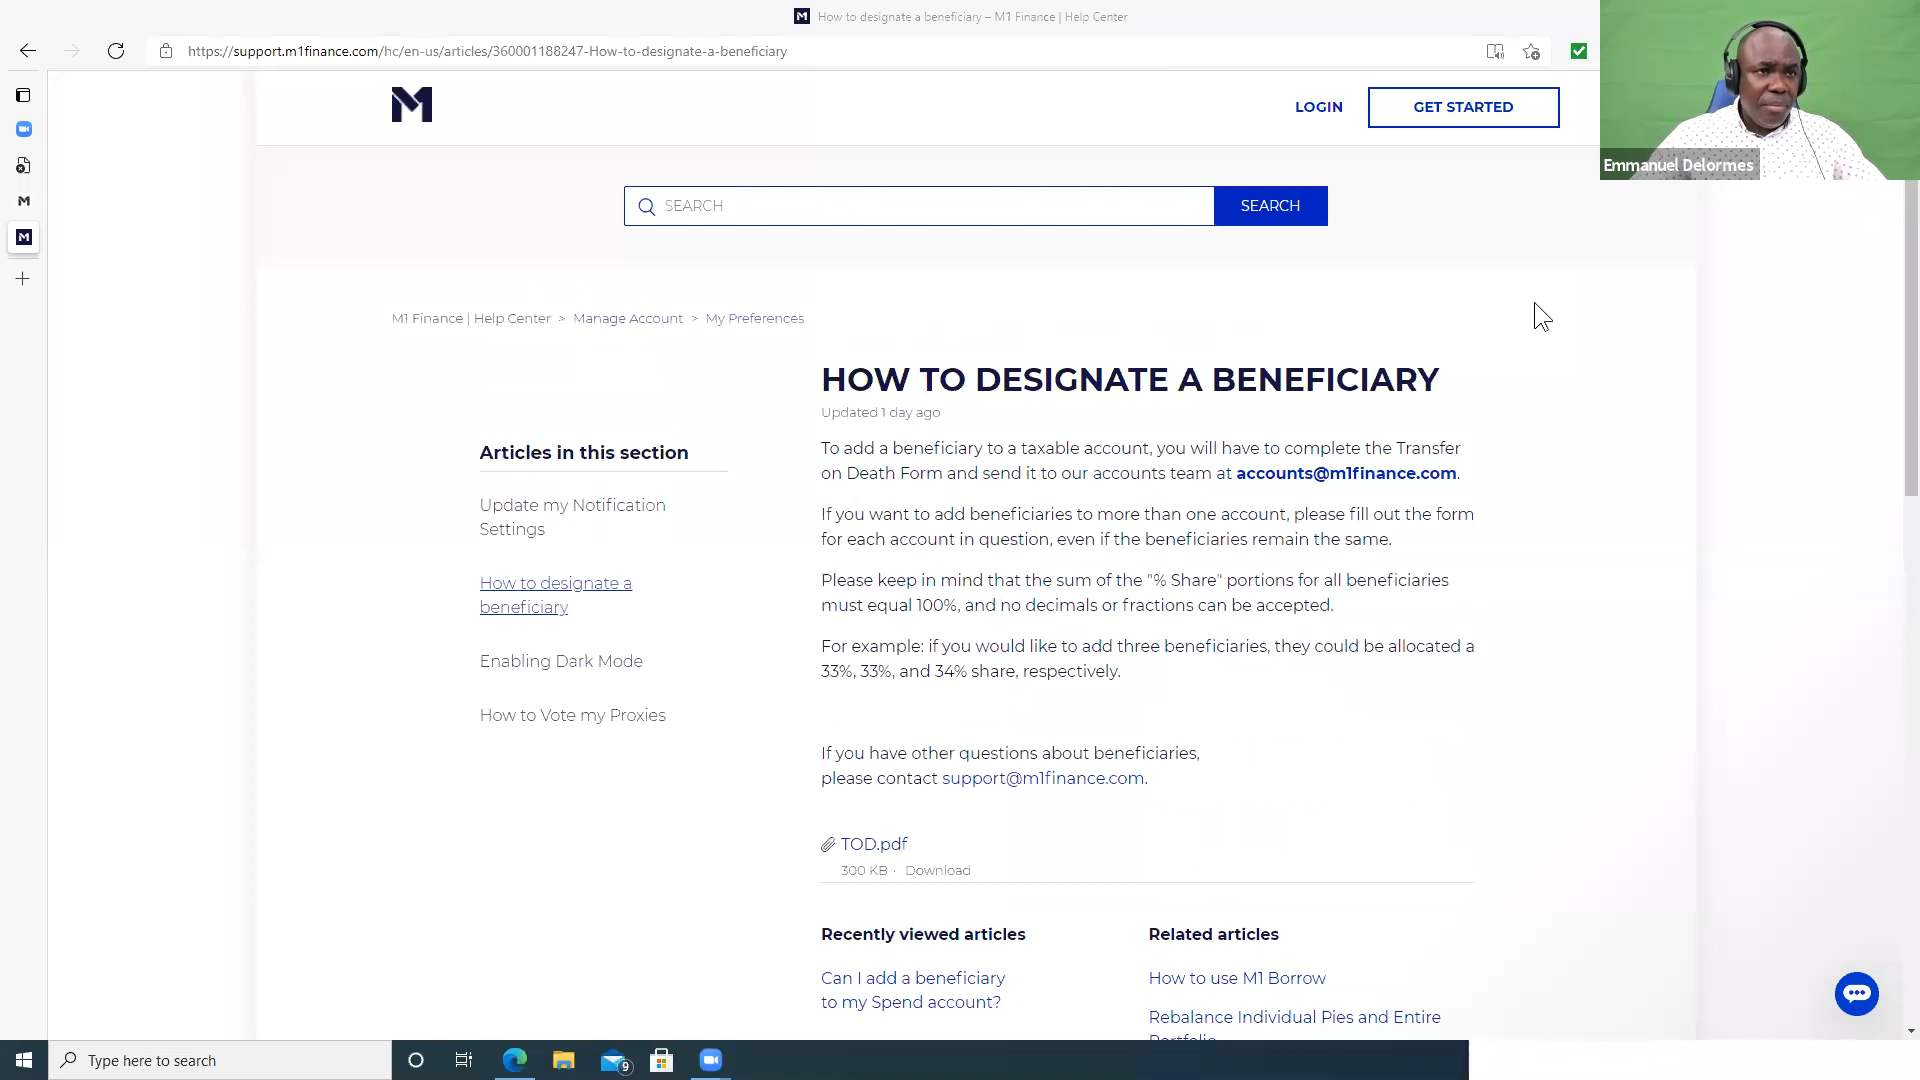 How to designate a beneficiary – M1 Finance | Help Center
https://support.m1finance.com/hc/en-us/articles/360001188247-How-to-designate-a-beneficiary
M1
LOGIN
GET STARTED
Emmanuel Delormes
SEARCH
SEARCH
M1 Finance | Help Center > Manage Account > My Preferences
HOW TO DESIGNATE A BENEFICIARY
Updated 1 day ago
Articles in this section
Update my Notification
Settings
How to designate a
beneficiary
Enabling Dark Mode
How to Vote my Proxies
To add a beneficiary to a taxable account, you will have to complete the Transfer
on Death Form and send it to our accounts team at accounts@m1finance.com.
If you want to add beneficiaries to more than one account, please fill out the form
for each account in question, even if the beneficiaries remain the same.
Please keep in mind that the sum of the "% Share" portions for all beneficiaries
must equal 100%, and no decimals or fractions can be accepted.
For example: if you would like to add three beneficiaries, they could be allocated a
33%, 33%, and 34% share, respectively.
If you have other questions about beneficiaries,
please contact support@m1finance.com.
TOD.pdf
300 KB · Download
Recently viewed articles
Can I add a beneficiary
to my Spend account?
Related articles
How to use M1 Borrow
Rebalance Individual Pies and Entire
Portfolio
Type here to search
9